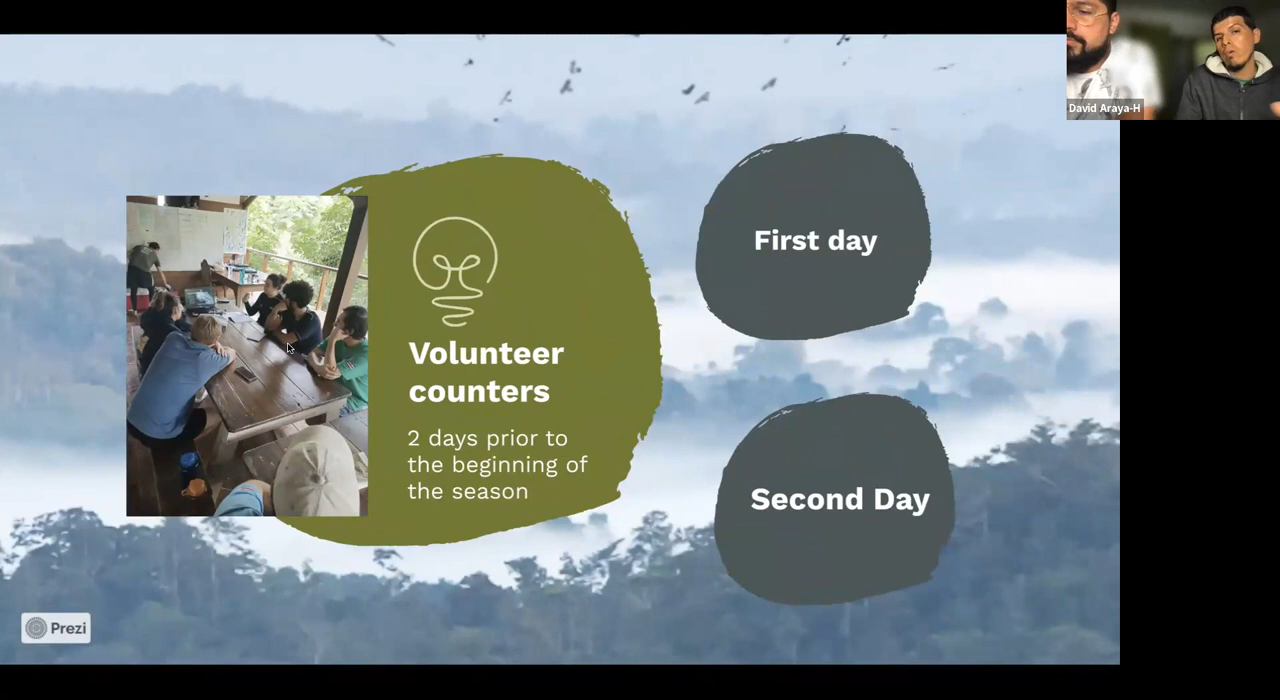 David Araya-H
Volunteer
counters
2 days prior to
the beginning of
the season
First day
Second Day
Prezi